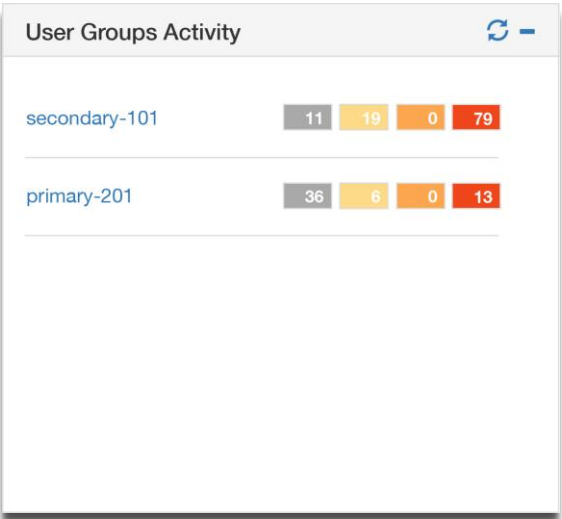 User Groups Activity
secondary-101 11 19 0 79
primary-201 36 6 0 13